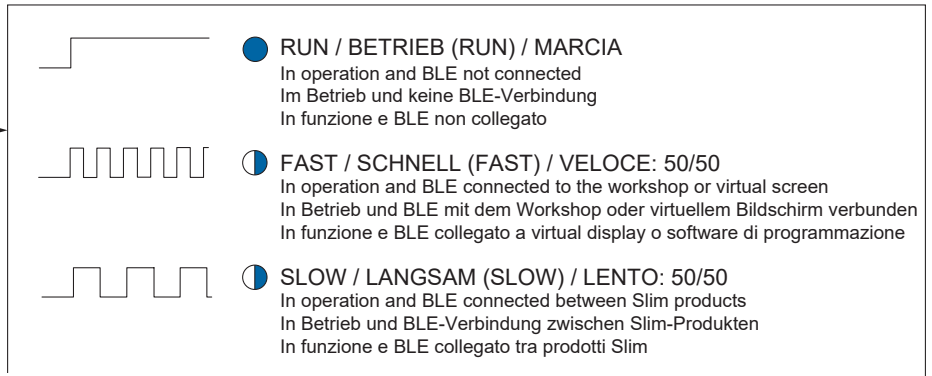 RUN / BETRIEB (RUN) / MARCIA
In operation and BLE not connected
Im Betrieb und keine BLE-Verbindung
In funzione e BLE non collegato
FAST / SCHNELL (FAST) / VELOCE: 50/50
In operation and BLE connected to the workshop or virtual screen
In Betrieb und BLE mit dem Workshop oder virtuellem Bildschirm verbunden
In funzione e BLE collegato a virtual display o software di programmazione
SLOW / LANGSAM (SLOW) / LENTO: 50/50
In operation and BLE connected between Slim products
In Betrieb und BLE-Verbindung zwischen Slim-Produkten
In funzione e BLE collegato tra prodotti Slim